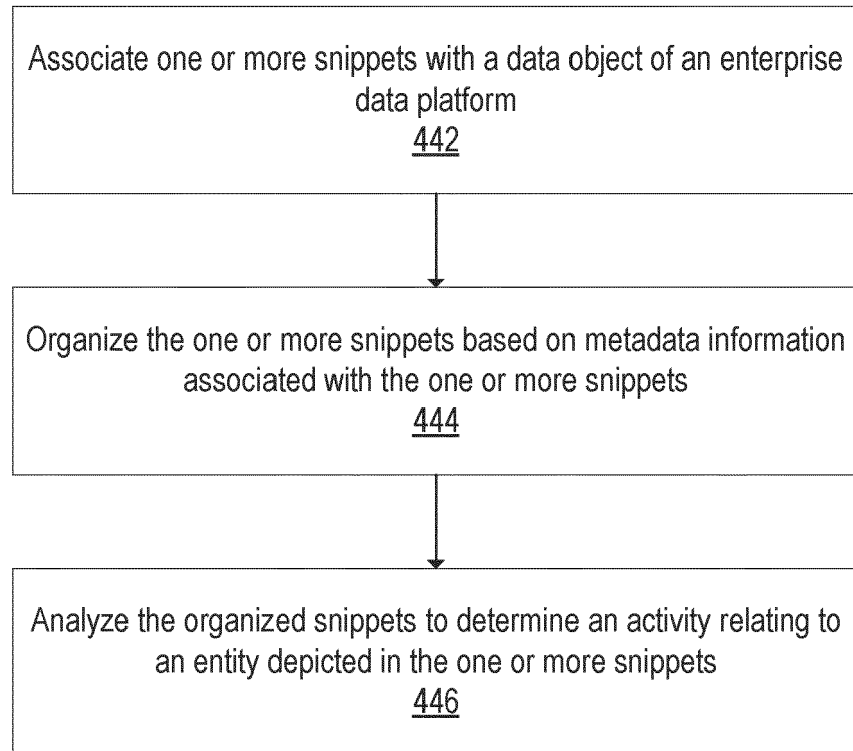 Associate one or more snippets with a data object of an enterprise
data platform
442
Organize the one or more snippets based on metadata information
associated with the one or more snippets
444
Analyze the organized snippets to determine an activity relating to
an entity depicted in the one or more snippets
446